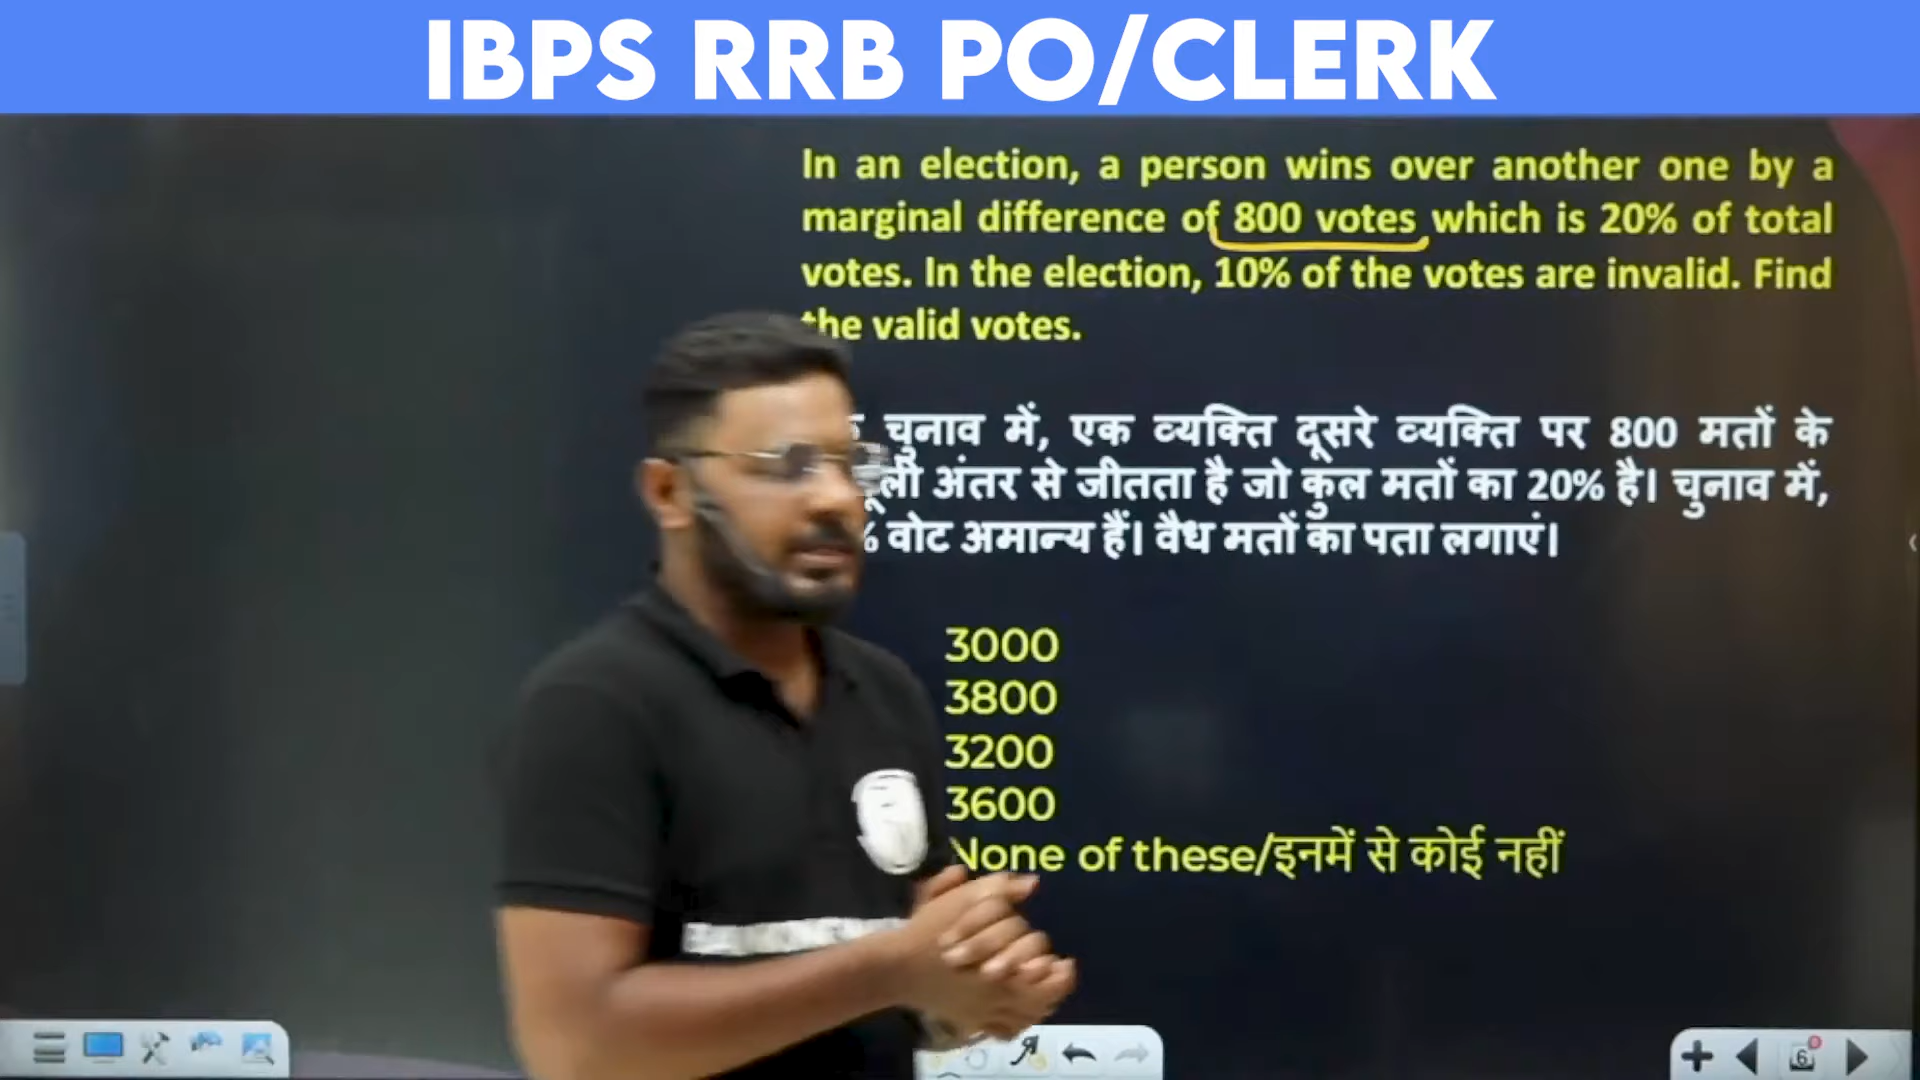 IBPS RRB PO/CLERK
In an election, a person wins over another one by a
marginal difference of 800 votes which is 20% of total
votes. In the election, 10% of the votes are invalid. Find
the valid votes.
चुनाव में, एक व्यक्ति दूसरे व्यक्ति पर 800 मतों के
अंतर से जीतता है जो कुल मतों का 20% है। चुनाव में,
% वोट अमान्य हैं। वैध मतों का पता लगाएं।
3000
3800
3200
3600
None of these/इनमें से कोई नहीं
6